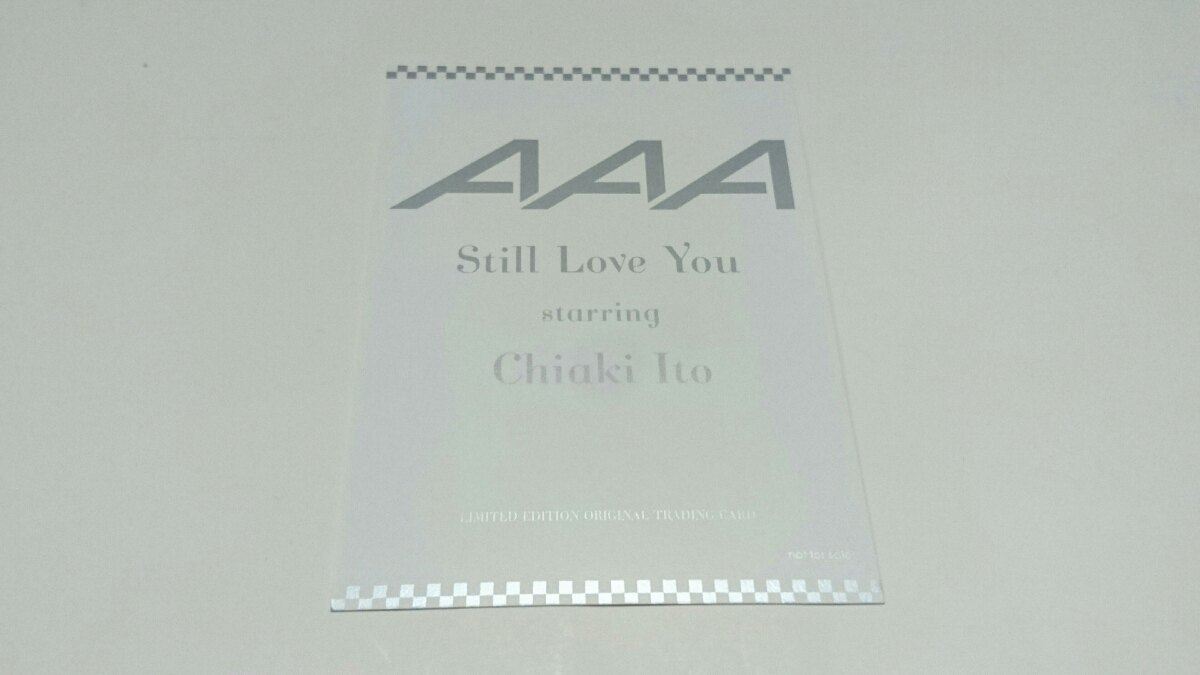 AAA
Still Love You
starring
Chiaki Ito
LIMITED EDITION ORIGINAL TRADING CARD
*NOT FOR SALE